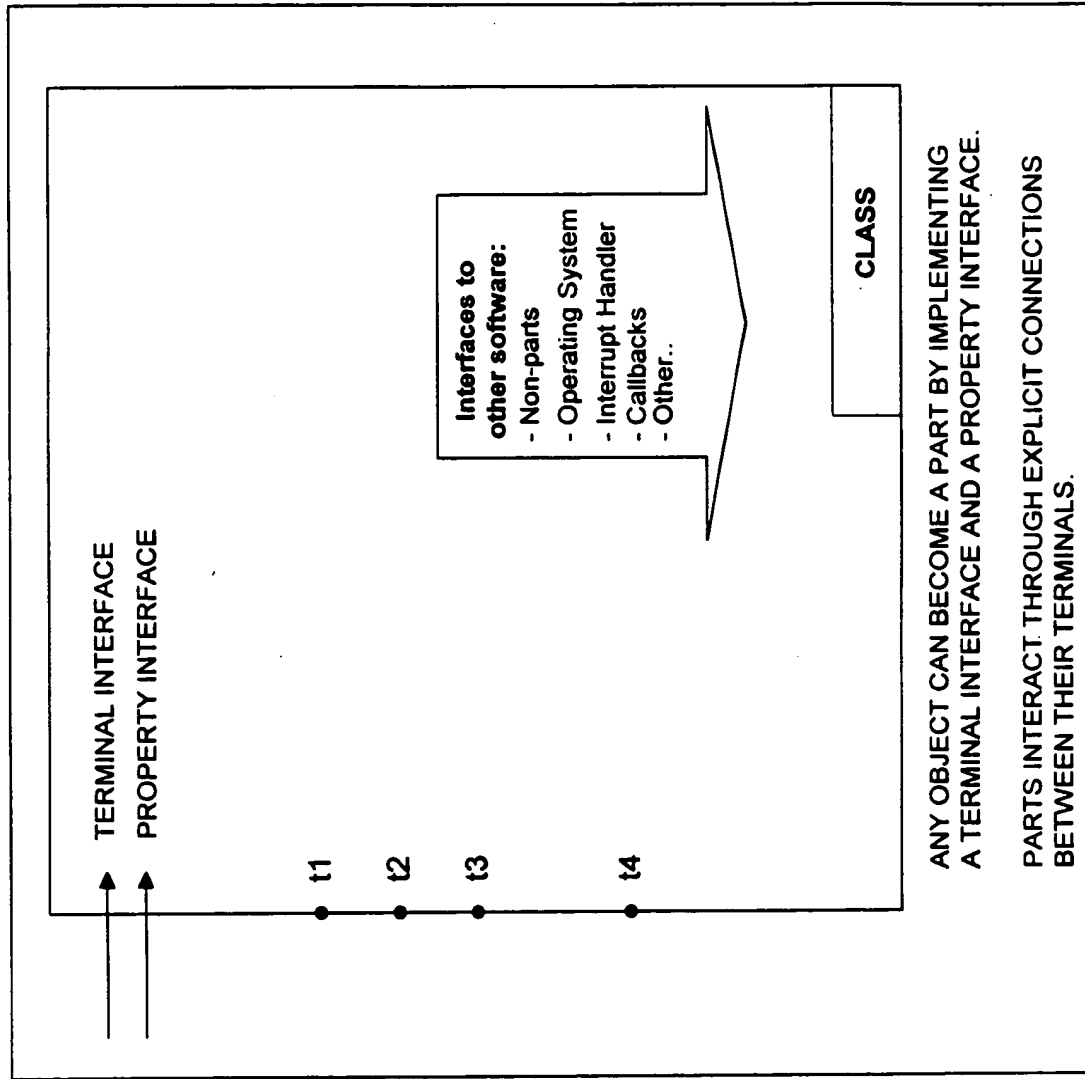 TERMINAL INTERFACE
PROPERTY INTERFACE
t1
t2
t3
t4
Interfaces to
other software:
- Non-parts
- Operating System
- Interrupt Handler
- Callbacks
- Other..
CLASS
ANY OBJECT CAN BECOME A PART BY IMPLEMENTING
A TERMINAL INTERFACE AND A PROPERTY INTERFACE.
PARTS INTERACT THROUGH EXPLICIT CONNECTIONS
BETWEEN THEIR TERMINALS.